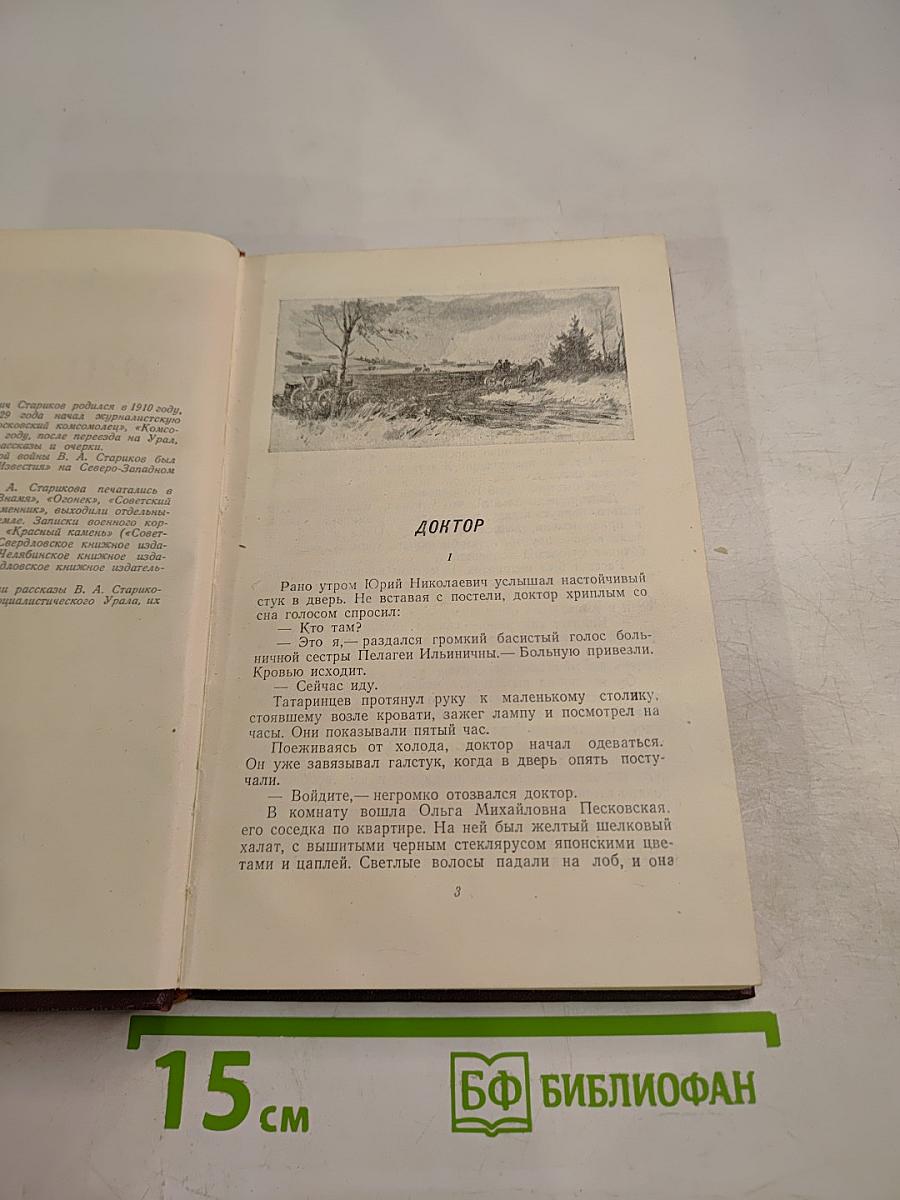 ич Стариков родился в 1910 году,
29 года начал журналистскую
осковский комсомолец», «Комсо-
году, после переезда на Урал,
ассказы и очерки.
ой войны В. А. Стариков был
Известия» на Северо-Западном
А. Старикова печатались в
Знамя», «Огонек», «Советский
менник», выходили отдельны-
емле. Записки военного кор-
«Красный камень» («Совет-
Свердловское книжное изда-
Челябинское книжное изда-
дловское книжное издатель-
и рассказы В. А. Старико-
оциалистического Урала, их
ДОКТОР
I
Рано утром Юрий Николаевич услышал настойчивый
стук в дверь. Не вставая с постели, доктор хриплым со
сна голосом спросил:
— Кто там?
— Это я,— раздался громкий басистый голос боль-
ничной сестры Пелагеи Ильиничны.— Больную привезли.
Кровью исходит.
— Сейчас иду.
Татаринцев протянул руку к маленькому столику,
стоявшему возле кровати, зажег лампу и посмотрел на
часы. Они показывали пятый час.
Поеживаясь от холода, доктор начал одеваться.
Он уже завязывал галстук, когда в дверь опять посту-
чали.
— Войдите,— негромко отозвался доктор.
В комнату вошла Ольга Михайловна Песковская,
его соседка по квартире. На ней был желтый шелковый
халат, с вышитыми черным стеклярусом японскими цве-
тами и цаплей. Светлые волосы падали на лоб, и она
3
15 см
БФ БИБЛИОФАН